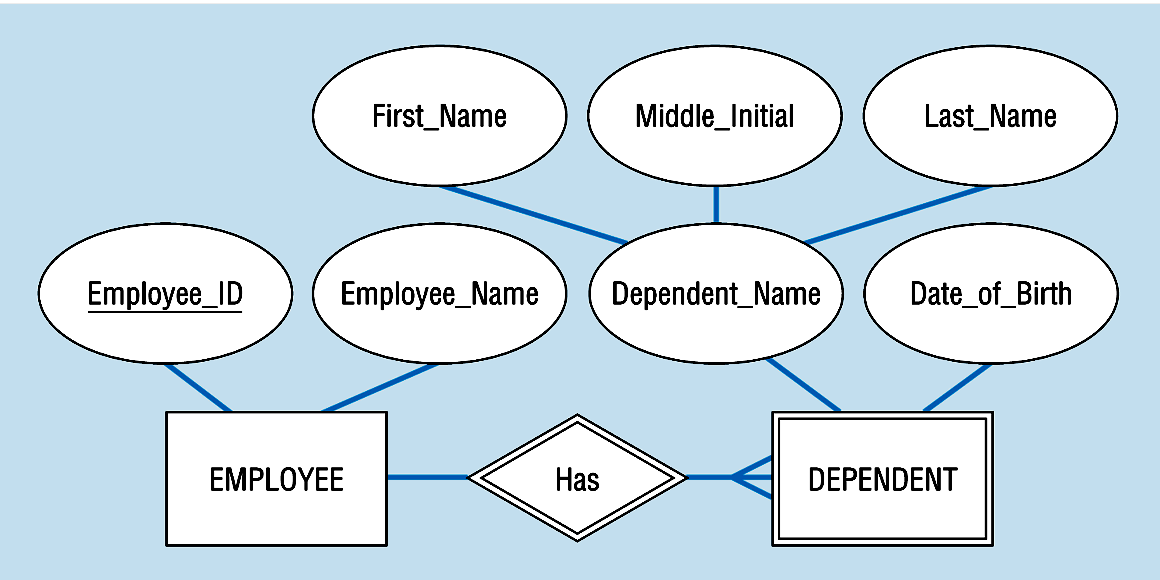 First_Name
Middle_Initial
Last_Name
Employee_ID
Employee_Name
Dependent_Name
Date_of_Birth
EMPLOYEE
Has
DEPENDENT